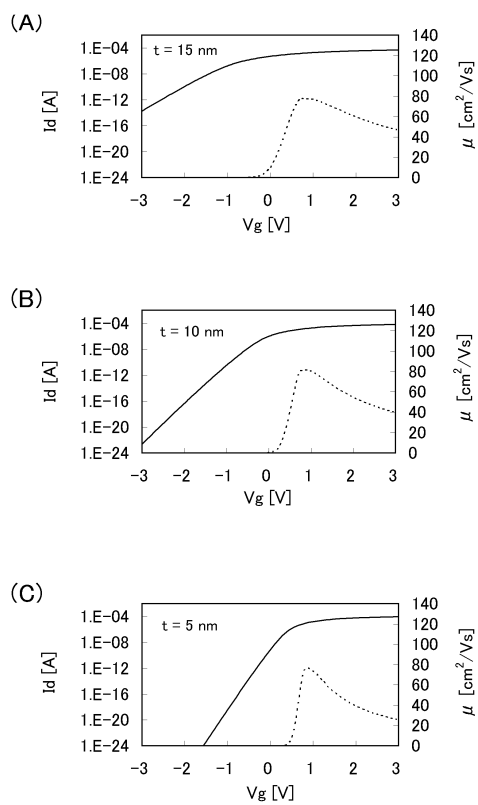 (A)
t = 15 nm
Id [A]
1.E−04
1.E−08
1.E−12
1.E−16
1.E−20
1.E−24
−3 −2 −1 0 1 2 3
Vg [V]
140
120
100
80
60
40
20
0
μ [cm²/Vs]
(B)
t = 10 nm
Id [A]
1.E−04
1.E−08
1.E−12
1.E−16
1.E−20
1.E−24
−3 −2 −1 0 1 2 3
Vg [V]
140
120
100
80
60
40
20
0
μ [cm²/Vs]
(C)
t = 5 nm
Id [A]
1.E−04
1.E−08
1.E−12
1.E−16
1.E−20
1.E−24
−3 −2 −1 0 1 2 3
Vg [V]
140
120
100
80
60
40
20
0
μ [cm²/Vs]